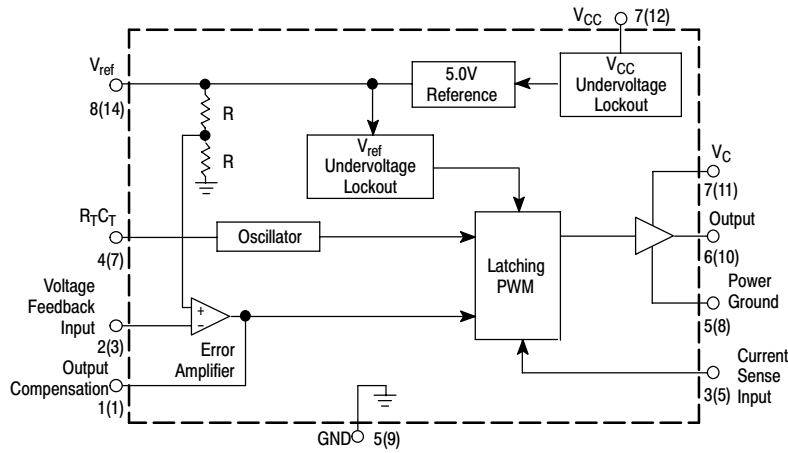 VCC 7(12)
Vref
8(14)
R
R
5.0V
Reference
VCC
Undervoltage
Lockout
Vref
Undervoltage
Lockout
VC
7(11)
RTCT
4(7)
Oscillator
Latching
PWM
Output
6(10)
Voltage
Feedback
Input
2(3)
+
−
Error
Amplifier
Power
Ground
5(8)
Output
Compensation
1(1)
Current
Sense
Input
3(5)
GND 5(9)